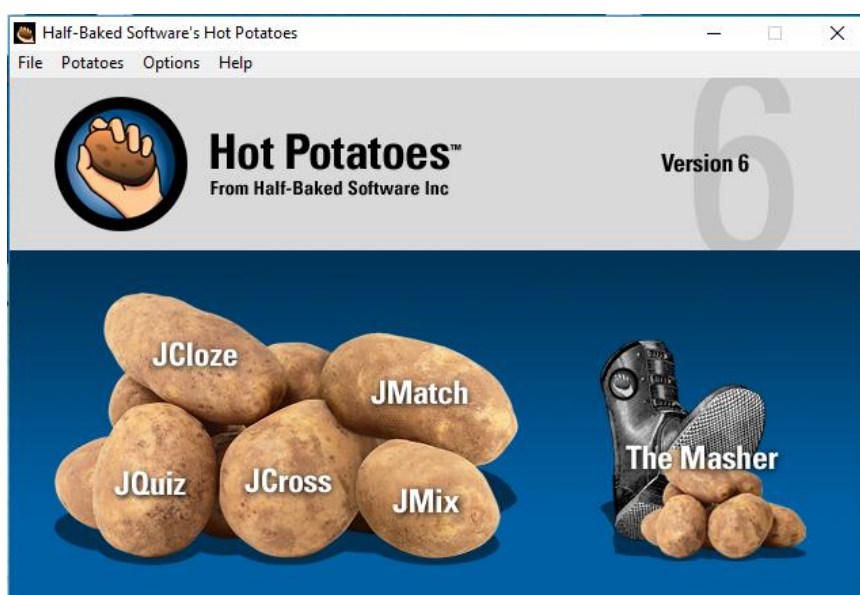 Half-Baked Software's Hot Potatoes
File Potatoes Options Help
Hot Potatoes™
From Half-Baked Software Inc
Version 6
6
JCloze
JMatch
JQuiz
JCross
JMix
The Masher